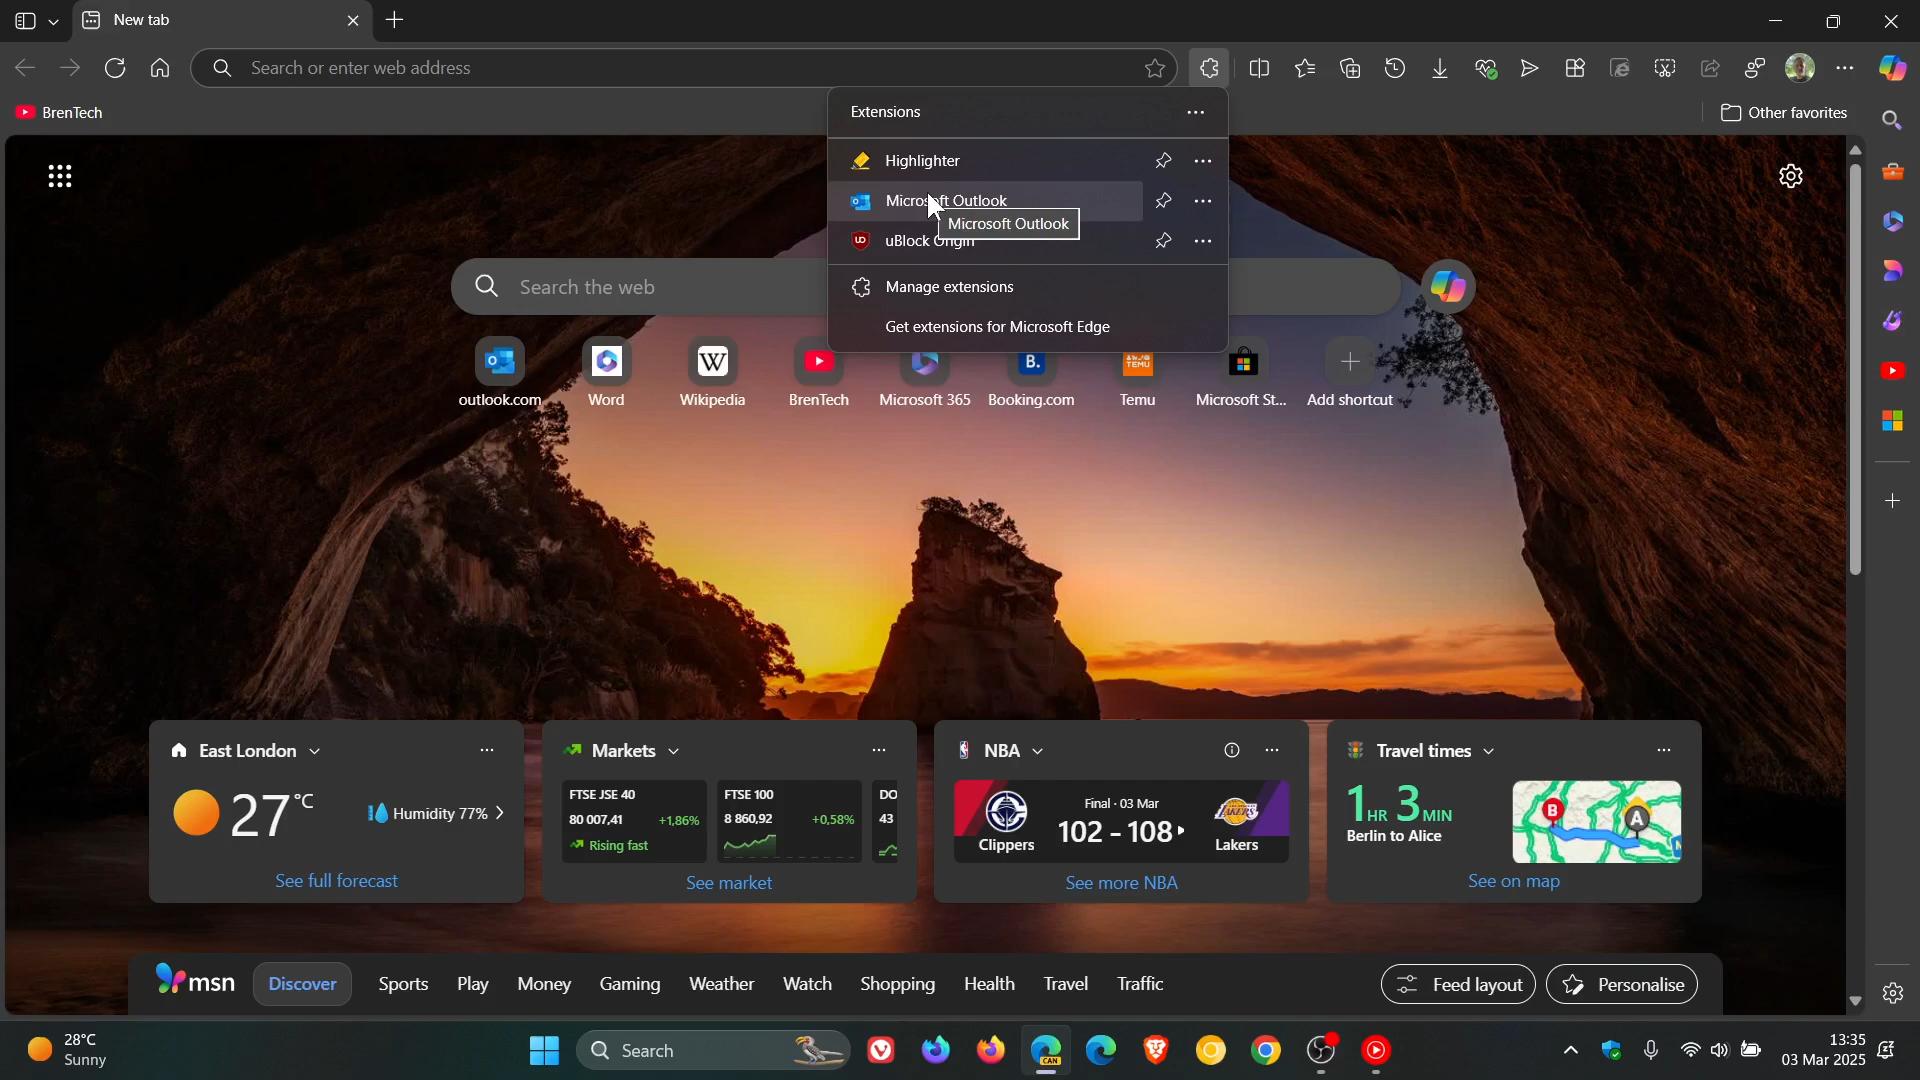 New tab
Search or enter web address
BrenTech
Other favorites
Extensions
Highlighter
Microsoft Outlook
Microsoft Outlook
uBlock Origin
Manage extensions
Get extensions for Microsoft Edge
Search the web
outlook.com
Word
Wikipedia
BrenTech
Microsoft 365
Booking.com
Temu
Microsoft St...
Add shortcut
East London
27°C
Humidity 77%
See full forecast
Markets
FTSE JSE 40
80 007,41 +1,86%
Rising fast
FTSE 100
8 860,92 +0,58%
DO
43
See market
NBA
Final · 03 Mar
Clippers
102 - 108
Lakers
See more NBA
Travel times
1 HR 3 MIN
Berlin to Alice
B
A
See on map
msn
Discover
Sports
Play
Money
Gaming
Weather
Watch
Shopping
Health
Travel
Traffic
Feed layout
Personalise
28°C
Sunny
Search
CAN
13:35
03 Mar 2025